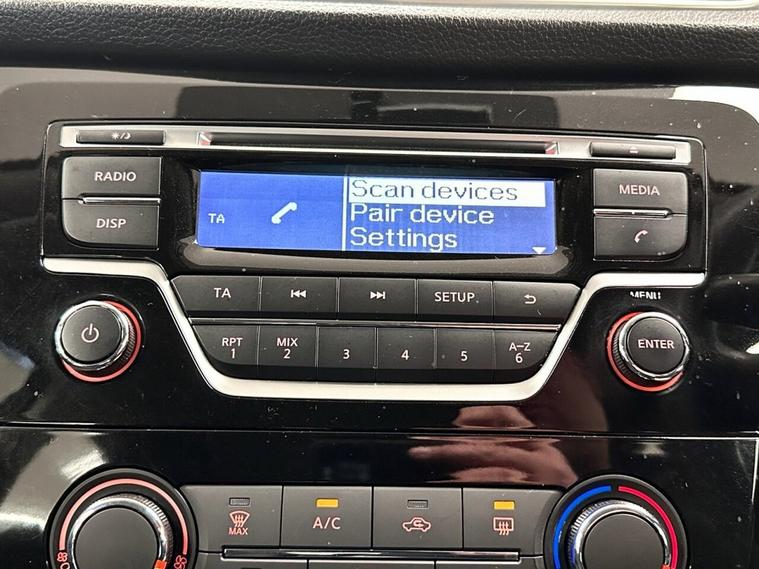 RADIO
MEDIA
DISP
TA
Scan devices
Pair device
Settings
TA
SETUP
MENU
RPT
1
MIX
2
3
4
5
A-Z
6
ENTER
MAX
A/C